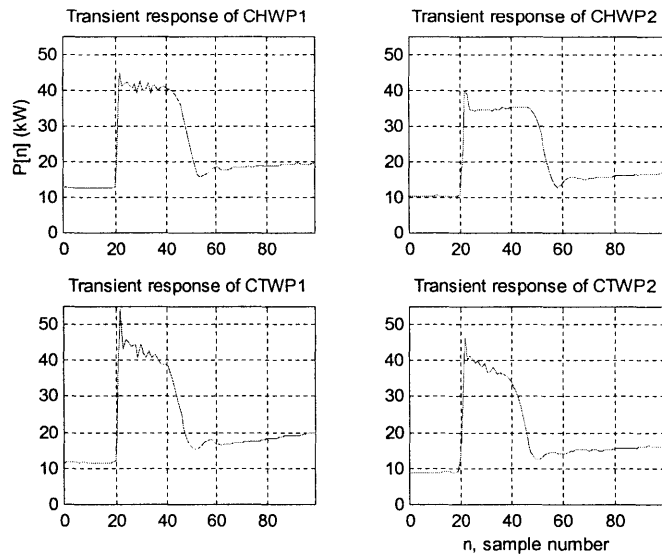 Transient response of CHWP1
Transient response of CHWP2
P[n] (kW)
50
40
30
20
10
0
0 20 40 60 80
50
40
30
20
10
0
0 20 40 60 80
Transient response of CTWP1
Transient response of CTWP2
50
40
30
20
10
0
0 20 40 60 80
50
40
30
20
10
0
0 20 40 60 80
n, sample number